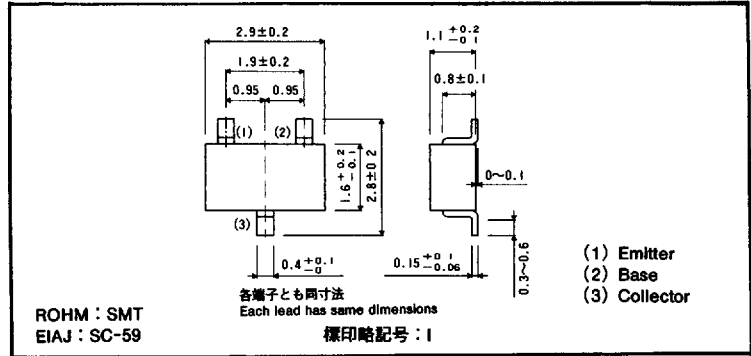 2.9±0.2
1.9±0.2
0.95 0.95
(1) (2)
(3)
1.6 +0.2 -0.1
2.8±0.2
0.4 +0.1 -0
1.1 +0.2 -0.1
0.8±0.1
0~0.1
0.15 +0.1 -0.06
0.3~0.6
各端子とも同寸法
Each lead has same dimensions
(1) Emitter
(2) Base
(3) Collector
ROHM : SMT
EIAJ : SC-59
標印略記号 : I